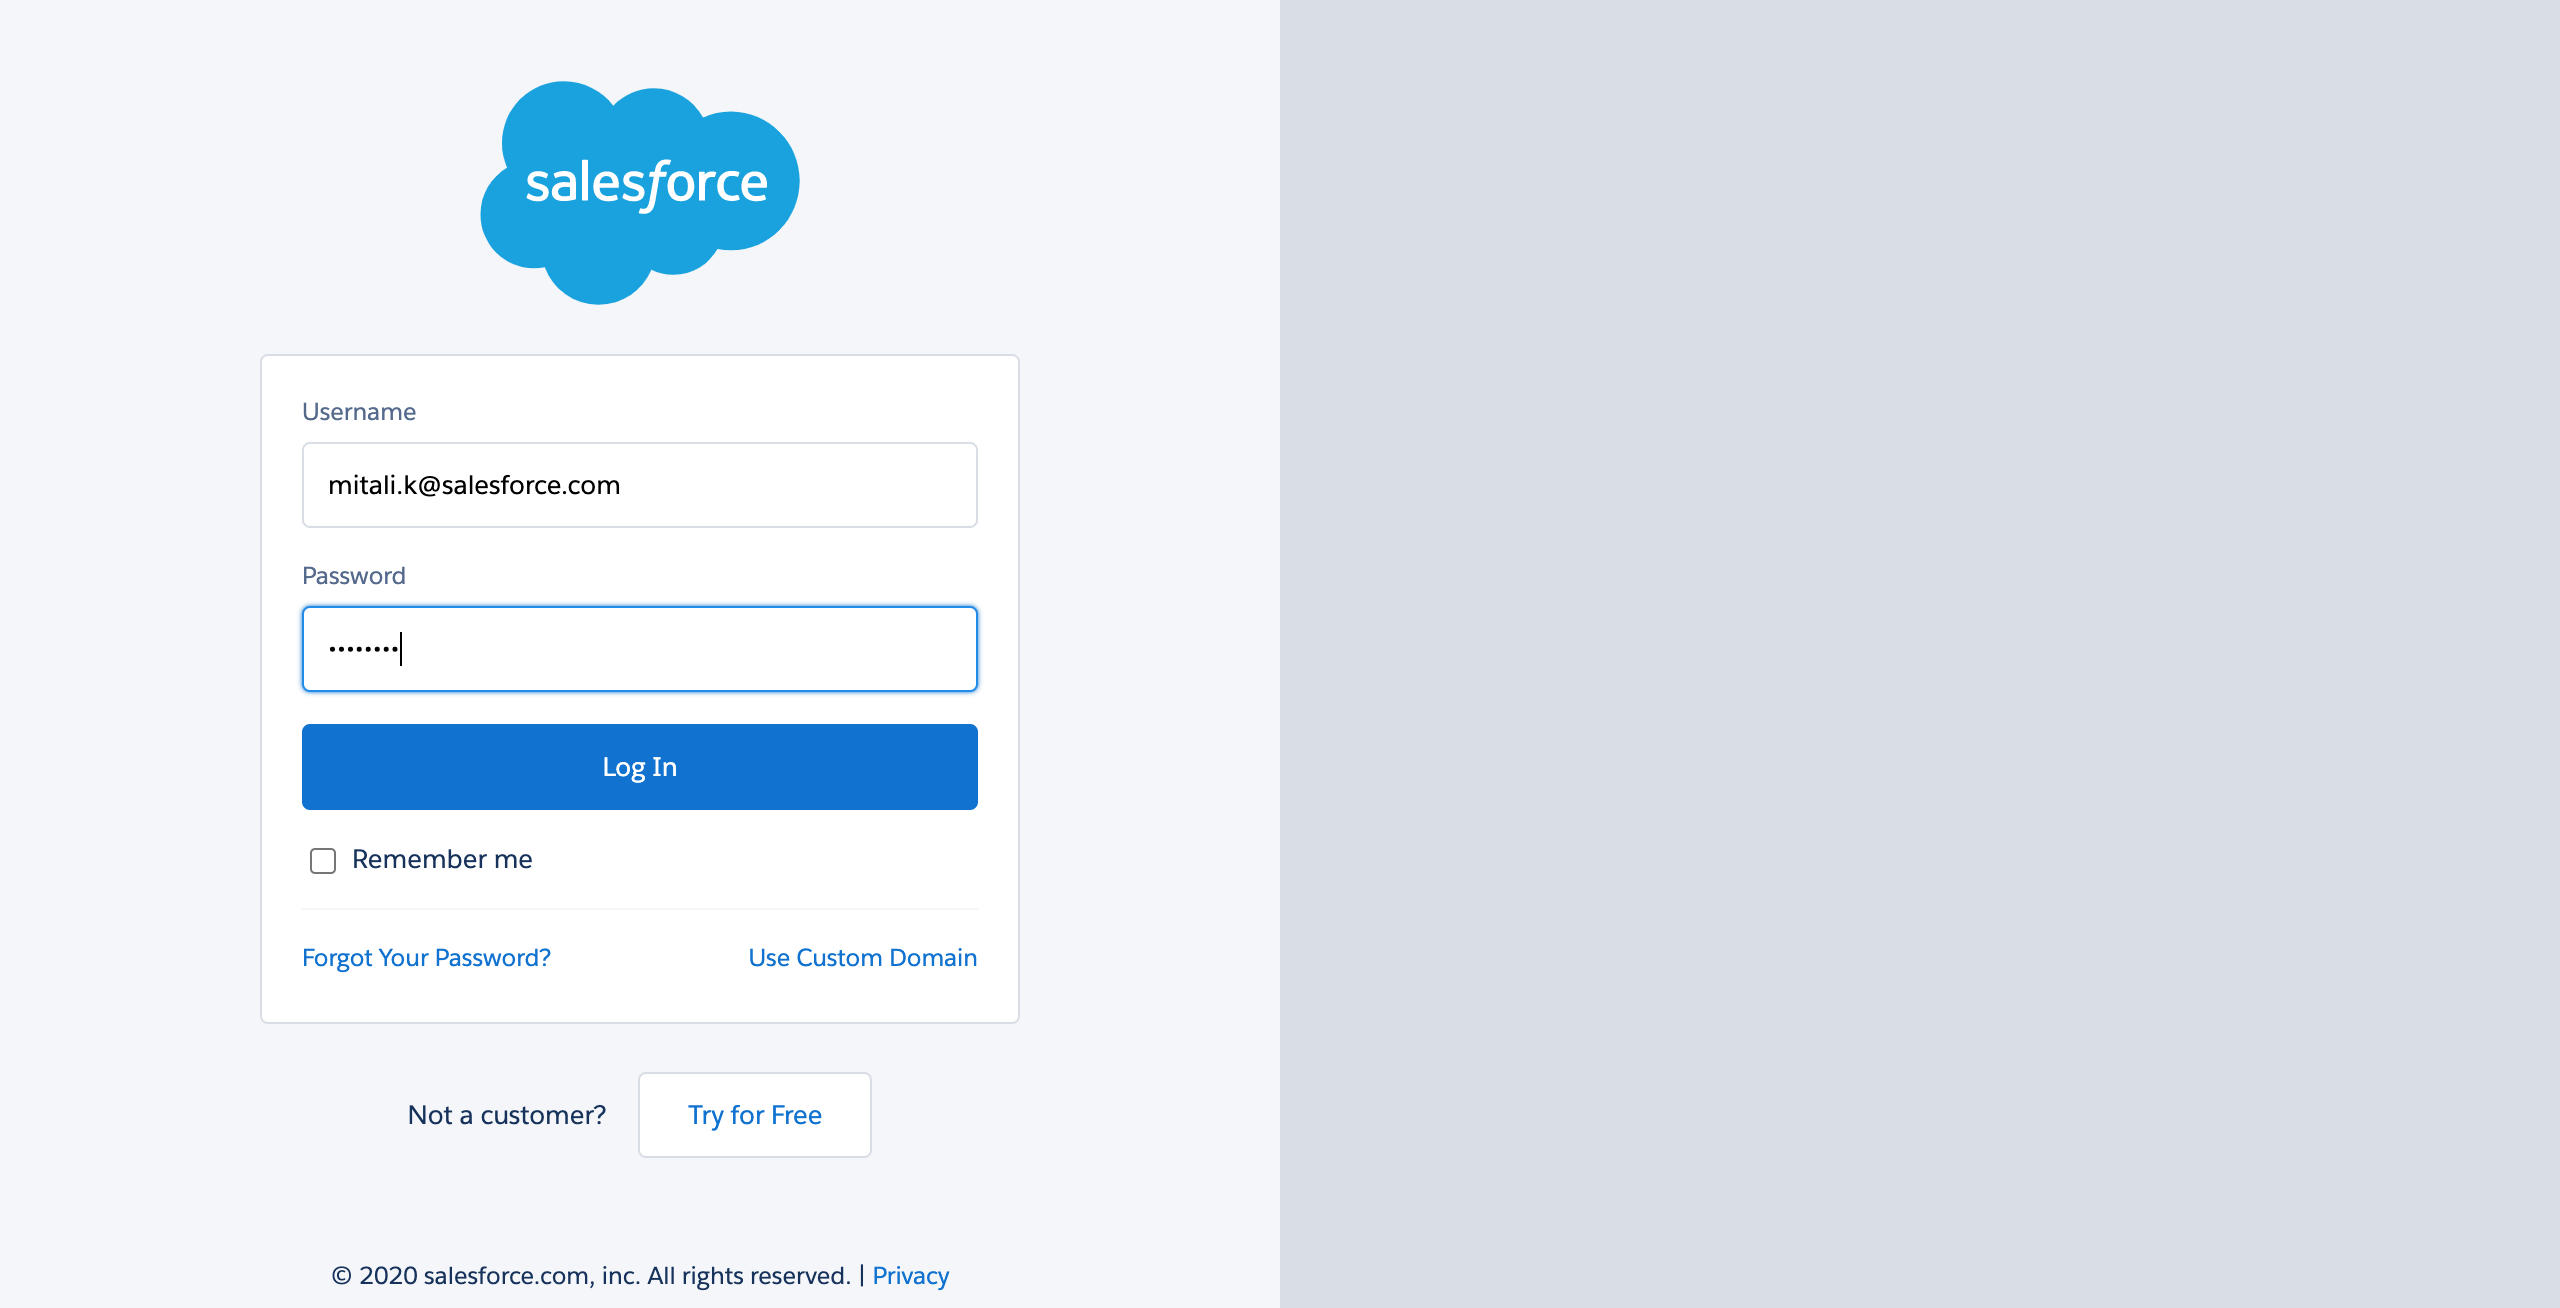 salesforce
Username
mitali.k@salesforce.com
Password
••••••••
Log In
Remember me
Forgot Your Password? Use Custom Domain
Not a customer? Try for Free
© 2020 salesforce.com, inc. All rights reserved. | Privacy